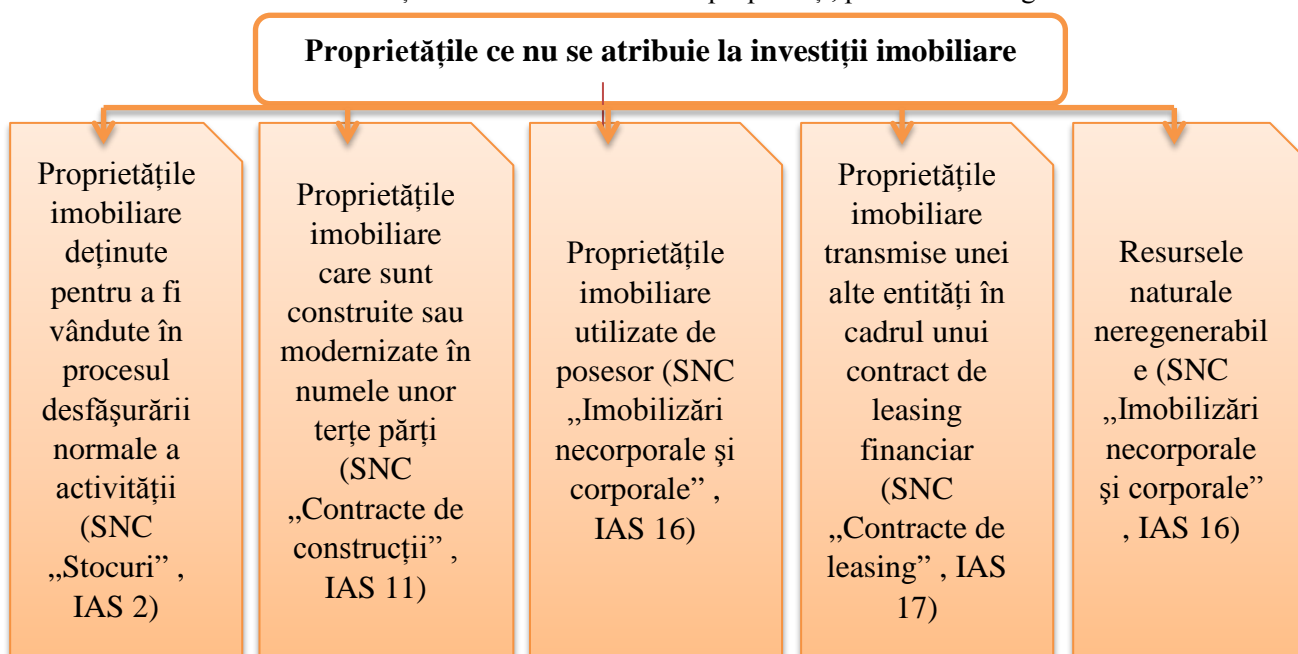 Proprietățile ce nu se atribuie la investiții imobiliare
Proprietățile
imobiliare
deținute
pentru a fi
vândute în
procesul
desfăşurării
normale a
activității
(SNC
„Stocuri” ,
IAS 2)
Proprietățile
imobiliare
care sunt
construite sau
modernizate în
numele unor
terțe părți
(SNC
„Contracte de
construcții” ,
IAS 11)
Proprietățile
imobiliare
utilizate de
posesor (SNC
„Imobilizări
necorporale şi
corporale” ,
IAS 16)
Proprietățile
imobiliare
transmise unei
alte entități în
cadrul unui
contract de
leasing
financiar
(SNC
„Contracte de
leasing” , IAS
17)
Resursele
naturale
neregenerabil
e (SNC
„Imobilizări
necorporale
şi corporale”
, IAS 16)